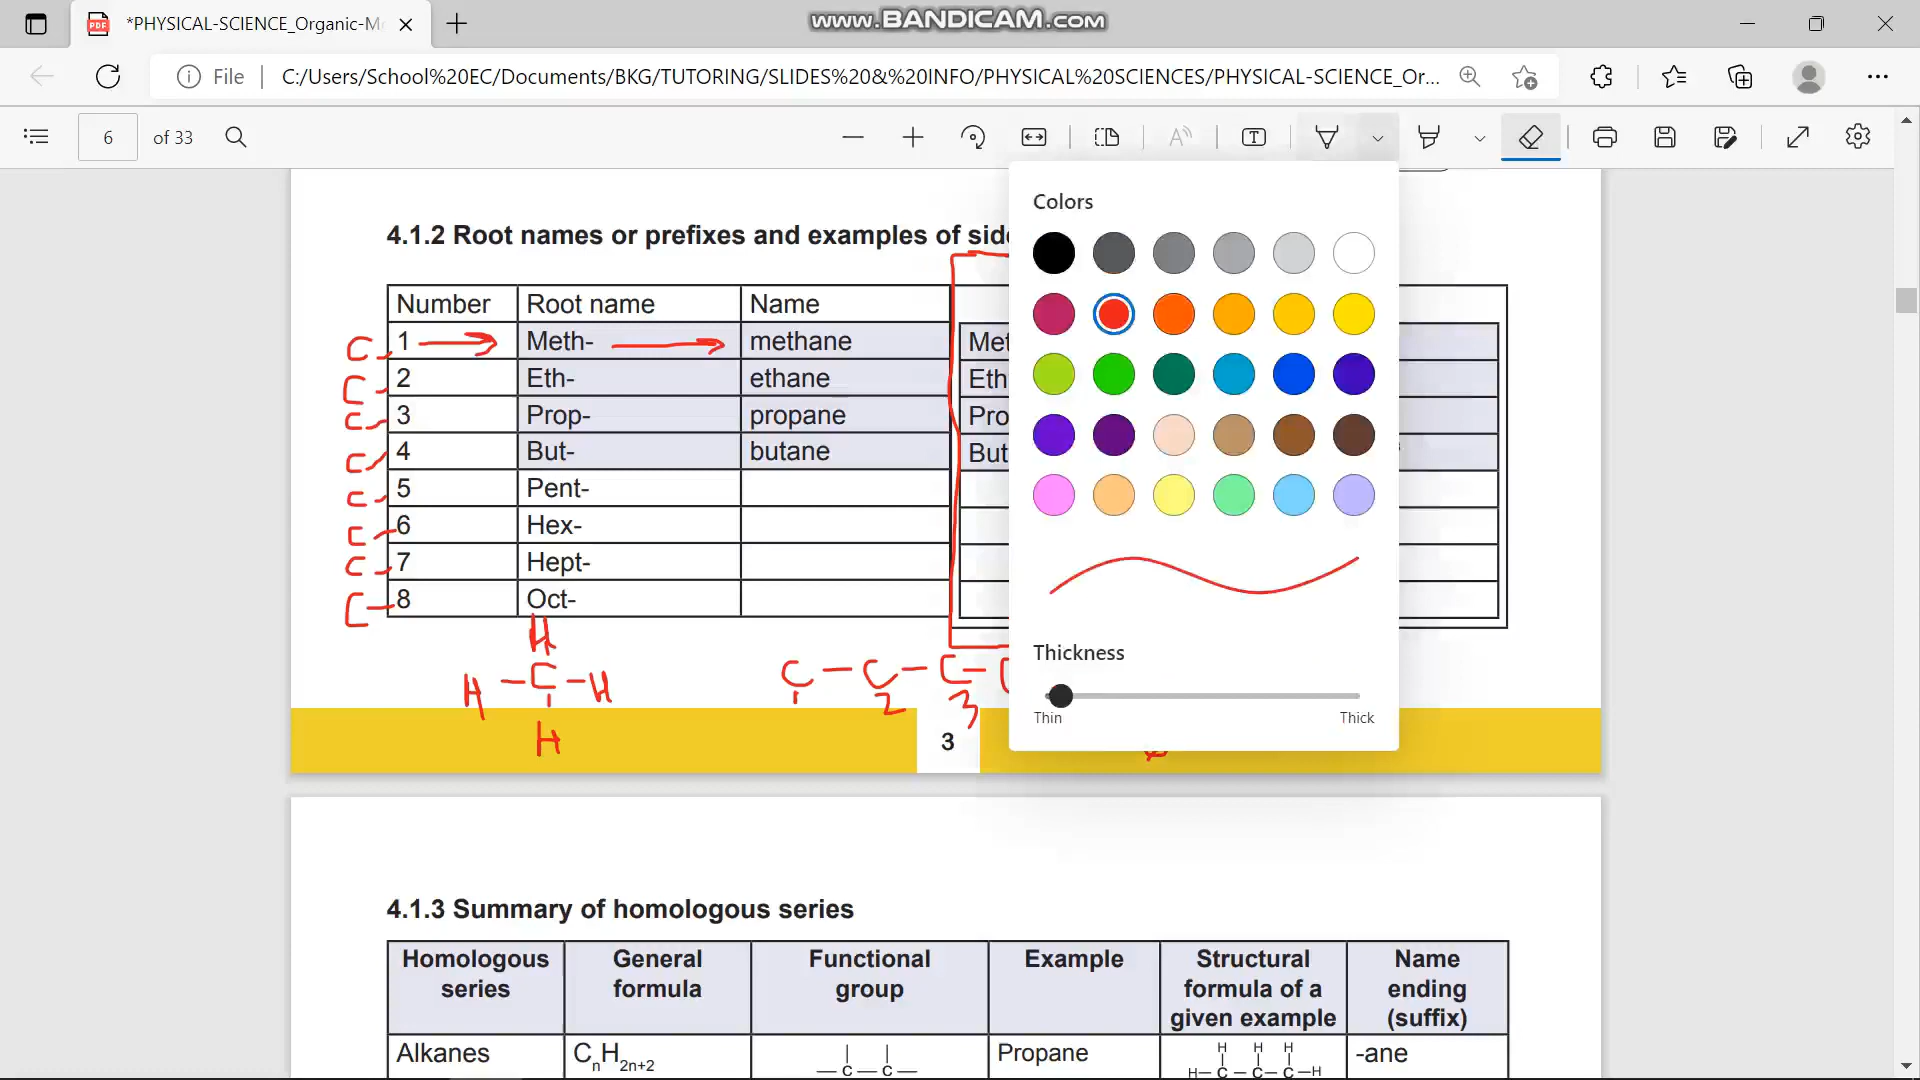 www.BANDICAM.com
*PHYSICAL-SCIENCE_Organic-M
File
C:/Users/School%20EC/Documents/BKG/TUTORING/SLIDES%20&%20INFO/PHYSICAL%20SCIENCES/PHYSICAL-SCIENCE_Or...
6 of 33
4.1.2 Root names or prefixes and examples of
Number Root name Name
C 1 Meth- methane Met
C 2 Eth- ethane Eth
C 3 Prop- propane Pro
C 4 But- butane But
C 5 Pent-
C 6 Hex-
C 7 Hept-
C 8 Oct-
H
H – C – H
H
C – C – C –
1 2 3
3
Colors
Thickness
Thin Thick
4.1.3 Summary of homologous series
Homologous series
General formula
Functional group
Example
Structural formula of a given example
Name ending (suffix)
Alkanes
CnH2n+2
— C — C —
Propane
H H H
H– C – C – C –H
-ane